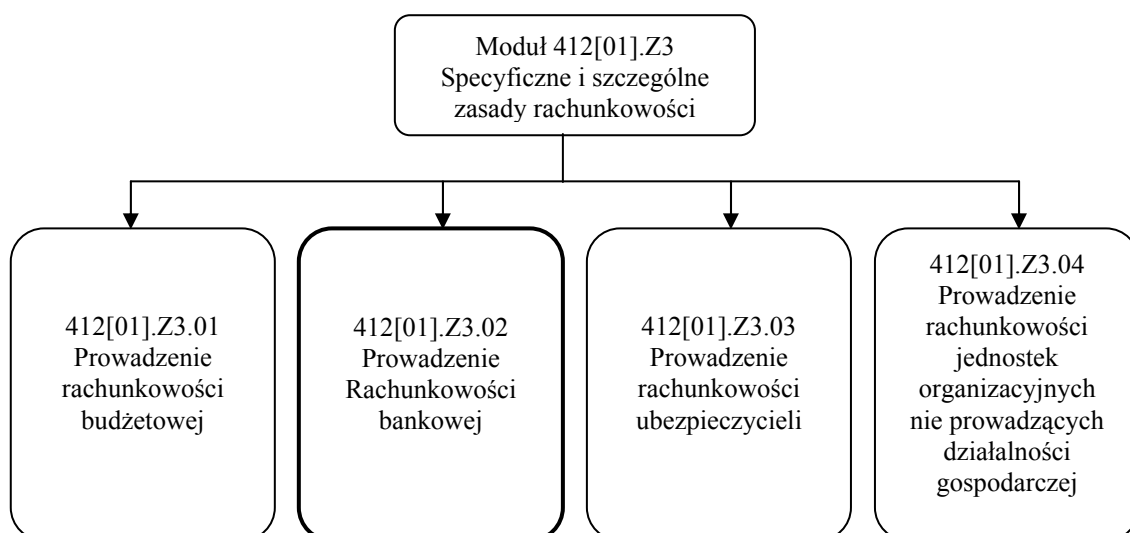 Moduł 412[01].Z3
Specyficzne i szczególne
zasady rachunkowości
412[01].Z3.01
Prowadzenie
rachunkowości
budżetowej
412[01].Z3.02
Prowadzenie
Rachunkowości
bankowej
412[01].Z3.03
Prowadzenie
rachunkowości
ubezpieczycieli
412[01].Z3.04
Prowadzenie
rachunkowości
jednostek
organizacyjnych
nie prowadzących
działalności
gospodarczej